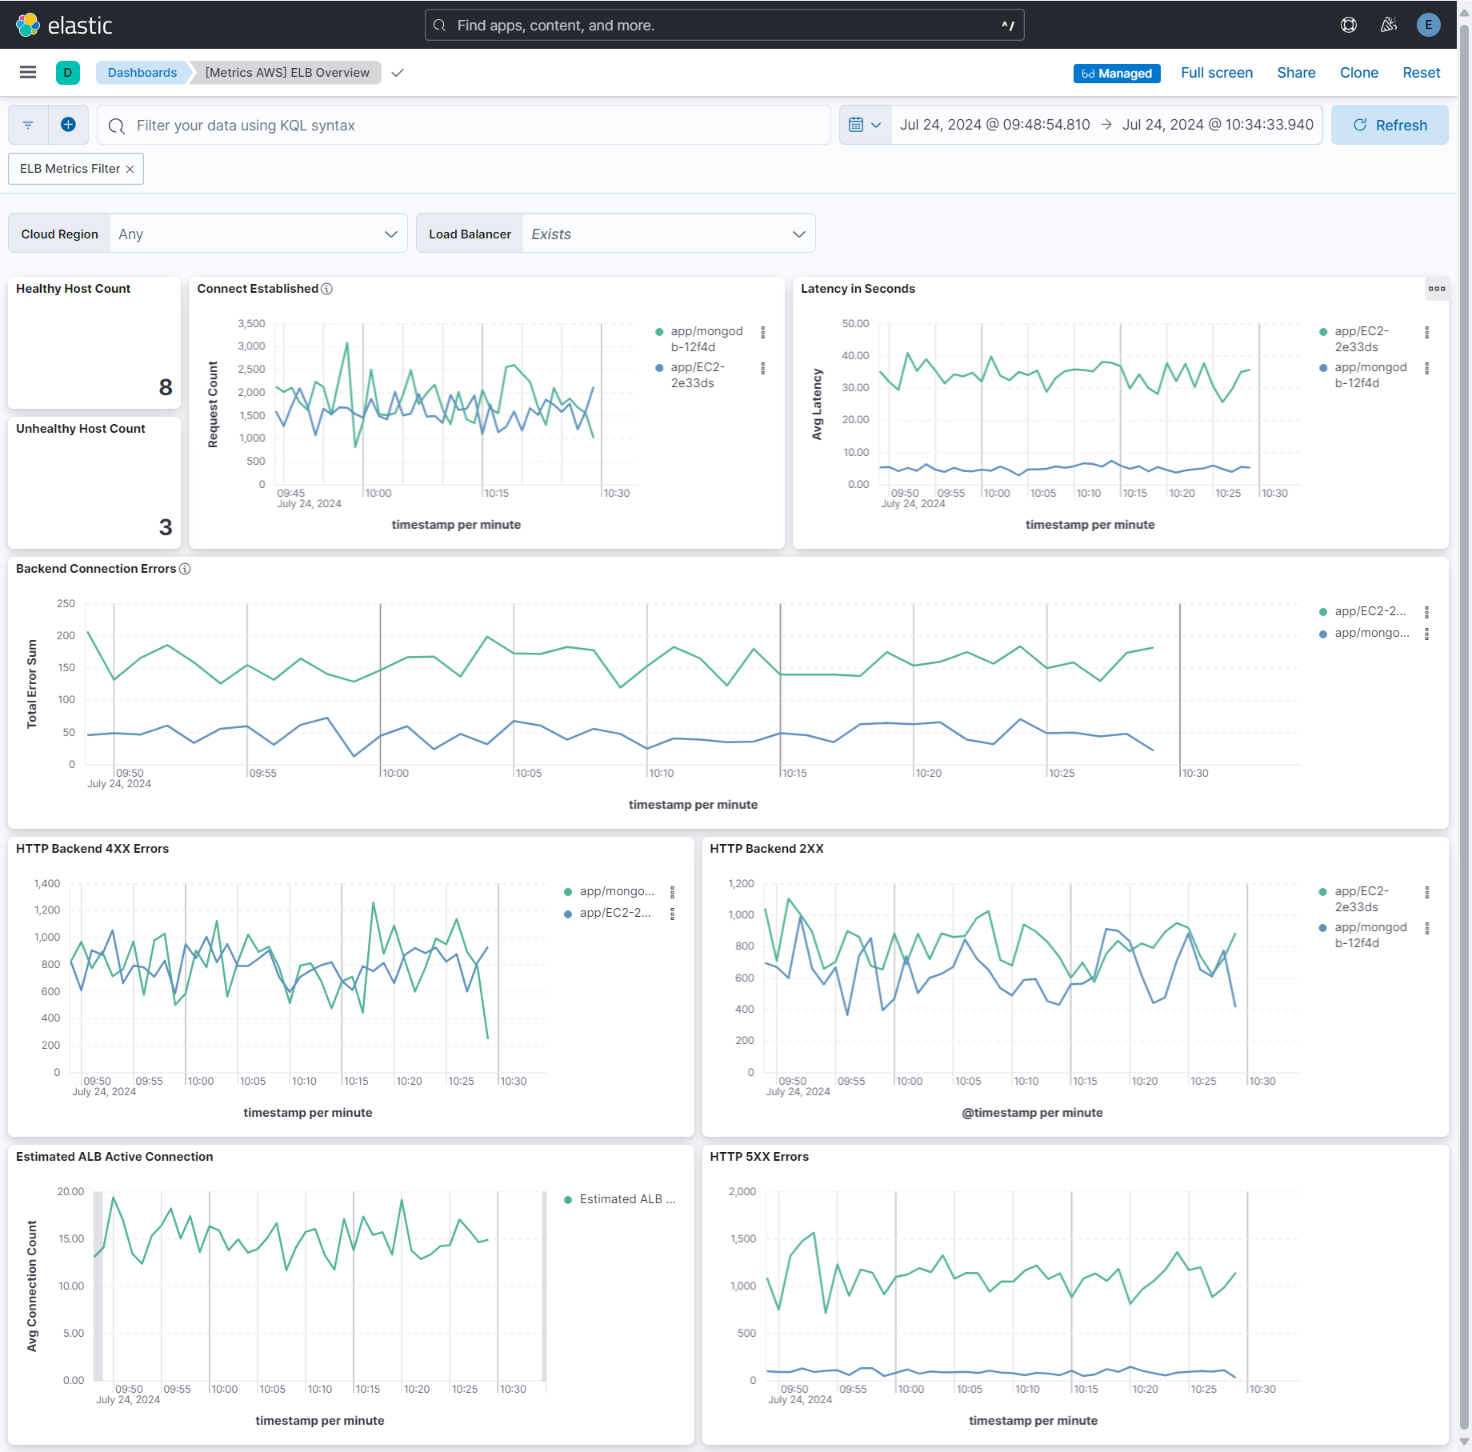 elastic
Find apps, content, and more.
^/
E
D
Dashboards
[Metrics AWS] ELB Overview
Managed
Full screen
Share
Clone
Reset
Filter your data using KQL syntax
Jul 24, 2024 @ 09:48:54.810 → Jul 24, 2024 @ 10:34:33.940
Refresh
ELB Metrics Filter ×
Cloud Region
Any
Load Balancer
Exists
Healthy Host Count
8
Unhealthy Host Count
3
Connect Established
Request Count
3,500
3,000
2,500
2,000
1,500
1,000
500
0
09:45
10:00
10:15
10:30
July 24, 2024
timestamp per minute
app/mongod
b-12f4d
app/EC2-
2e33ds
Latency in Seconds
Avg Latency
50.00
40.00
30.00
20.00
10.00
0.00
09:50
09:55
10:00
10:05
10:10
10:15
10:20
10:25
10:30
July 24, 2024
timestamp per minute
app/EC2-
2e33ds
app/mongod
b-12f4d
Backend Connection Errors
Total Error Sum
250
200
150
100
50
0
09:50
09:55
10:00
10:05
10:10
10:15
10:20
10:25
10:30
July 24, 2024
timestamp per minute
app/EC2-2...
app/mongo...
HTTP Backend 4XX Errors
1,400
1,200
1,000
800
600
400
200
0
09:50
09:55
10:00
10:05
10:10
10:15
10:20
10:25
10:30
July 24, 2024
timestamp per minute
app/mongo...
app/EC2-2...
HTTP Backend 2XX
1,200
1,000
800
600
400
200
0
09:50
09:55
10:00
10:05
10:10
10:15
10:20
10:25
10:30
July 24, 2024
@timestamp per minute
app/EC2-
2e33ds
app/mongod
b-12f4d
Estimated ALB Active Connection
Avg Connection Count
20.00
15.00
10.00
5.00
0.00
09:50
09:55
10:00
10:05
10:10
10:15
10:20
10:25
10:30
July 24, 2024
timestamp per minute
Estimated ALB ...
HTTP 5XX Errors
2,000
1,500
1,000
500
0
09:50
09:55
10:00
10:05
10:10
10:15
10:20
10:25
10:30
July 24, 2024
timestamp per minute